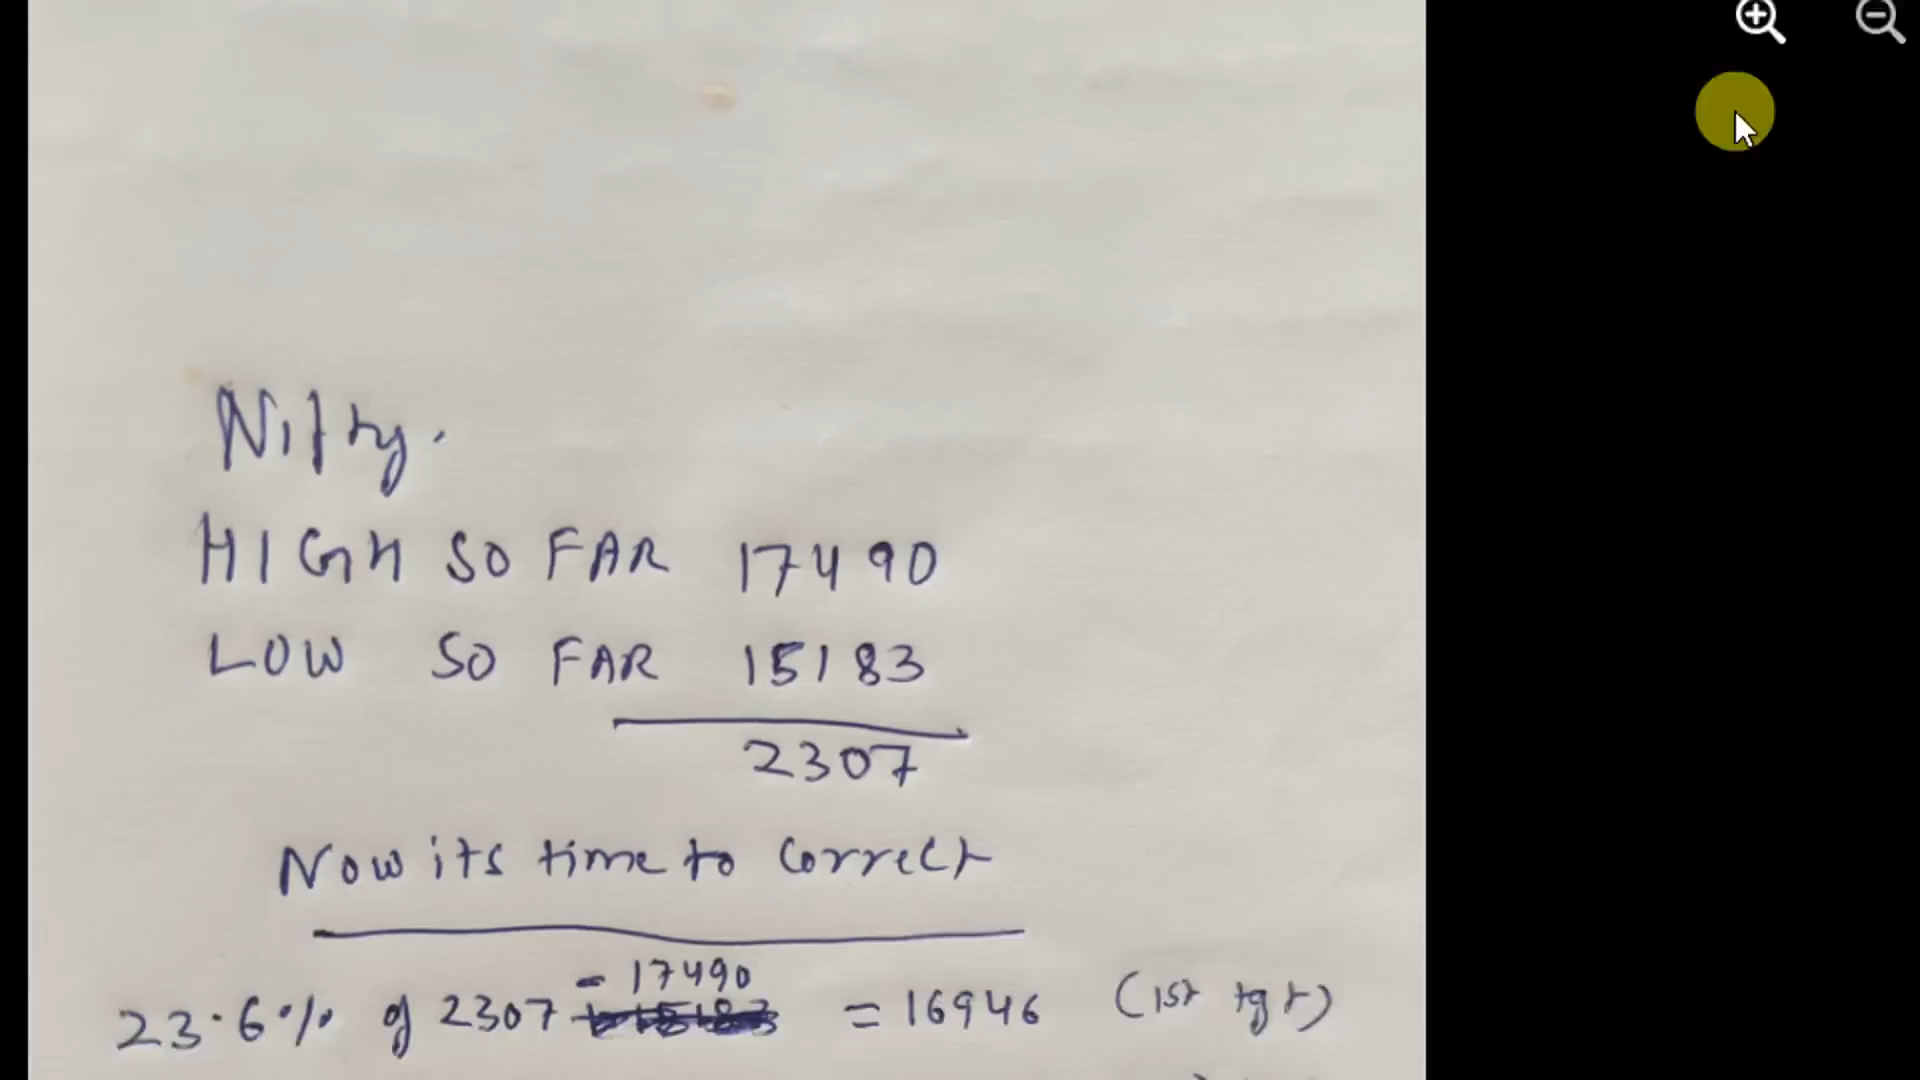 Nifty.
HIGH SO FAR 17490
LOW SO FAR 15183
2307
Now its time to correct
- 17490
23.6% of 2307 = 16946 (1st tgt)